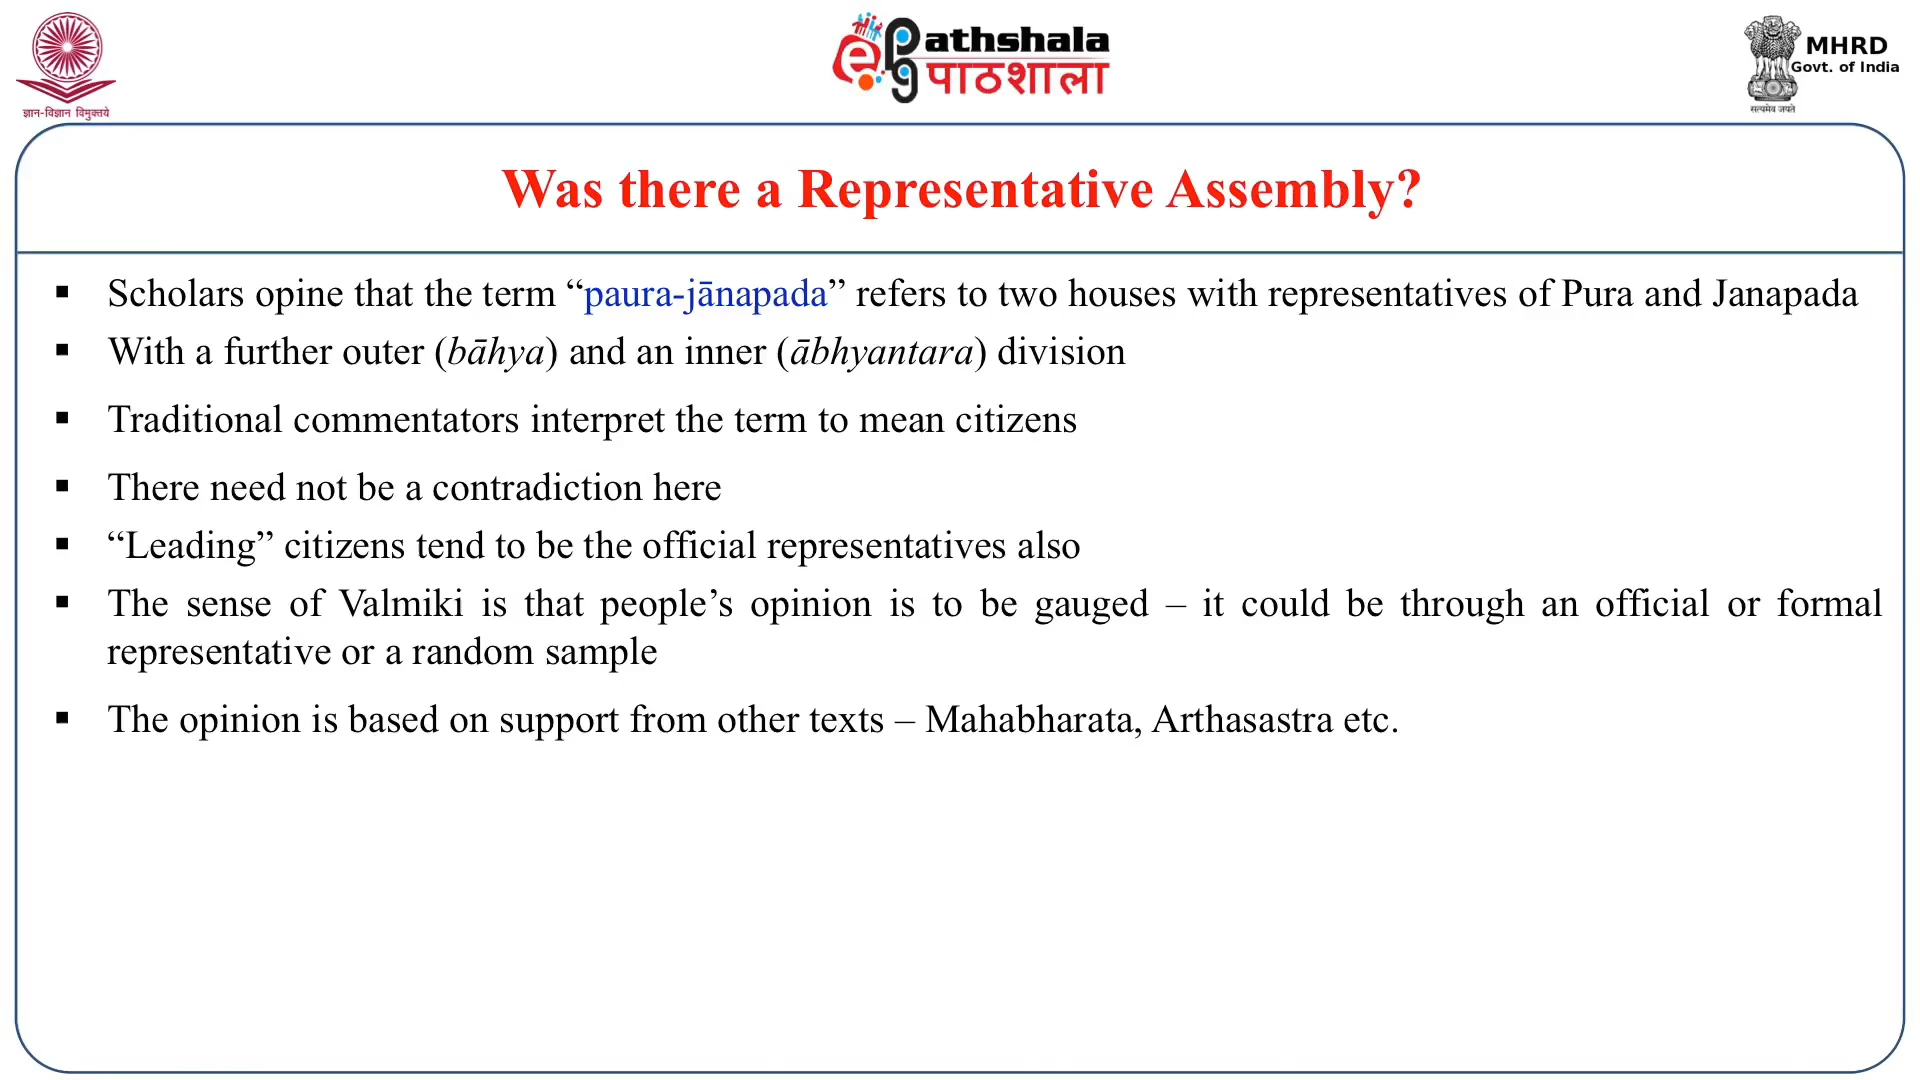 ज्ञान-विज्ञान विमुक्तये
ePG Pathshala
पाठशाला
MHRD
Govt. of India
सत्यमेव जयते
Was there a Representative Assembly?
▪ Scholars opine that the term “paura-jānapada” refers to two houses with representatives of Pura and Janapada
▪ With a further outer (bāhya) and an inner (ābhyantara) division
▪ Traditional commentators interpret the term to mean citizens
▪ There need not be a contradiction here
▪ “Leading” citizens tend to be the official representatives also
▪ The sense of Valmiki is that people’s opinion is to be gauged – it could be through an official or formal
representative or a random sample
▪ The opinion is based on support from other texts – Mahabharata, Arthasastra etc.